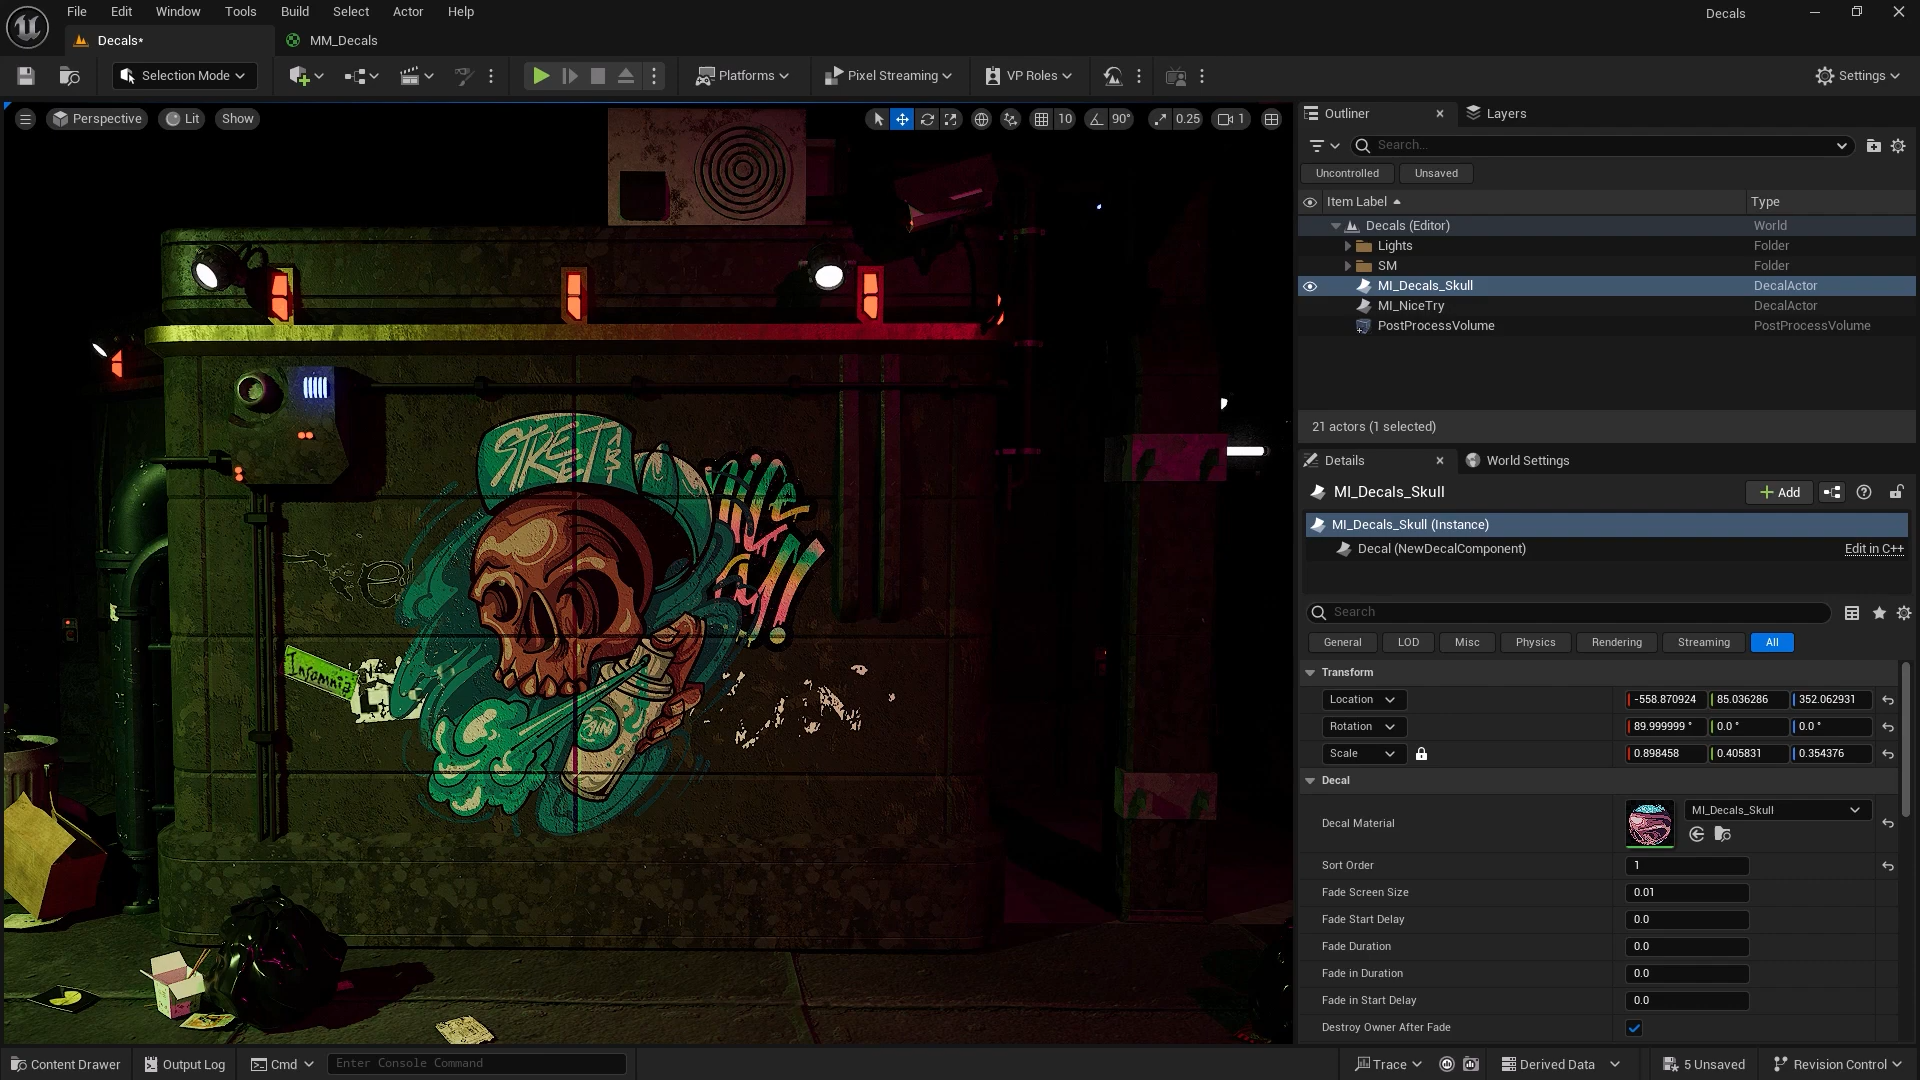 File Edit Window Tools Build Select Actor Help
Decals
Decals*
MM_Decals
Selection Mode
Platforms
Pixel Streaming
VP Roles
Settings
Perspective
Lit
Show
10
90°
0.25
1
Outliner
Layers
Search...
Uncontrolled
Unsaved
Item Label
Type
Decals (Editor)
World
Lights
Folder
SM
Folder
MI_Decals_Skull
DecalActor
MI_NiceTry
DecalActor
PostProcessVolume
PostProcessVolume
21 actors (1 selected)
Details
World Settings
MI_Decals_Skull
Add
MI_Decals_Skull (Instance)
Decal (NewDecalComponent)
Edit in C++
Search
General
LOD
Misc
Physics
Rendering
Streaming
All
Transform
Location
-558.870924
85.036286
352.062931
Rotation
89.999999 °
0.0 °
0.0 °
Scale
0.898458
0.405831
0.354376
Decal
Decal Material
MI_Decals_Skull
Sort Order
1
Fade Screen Size
0.01
Fade Start Delay
0.0
Fade Duration
0.0
Fade in Duration
0.0
Fade in Start Delay
0.0
Destroy Owner After Fade
STREET
Insomnia
PAINT
Content Drawer
Output Log
Cmd
Enter Console Command
Trace
Derived Data
5 Unsaved
Revision Control